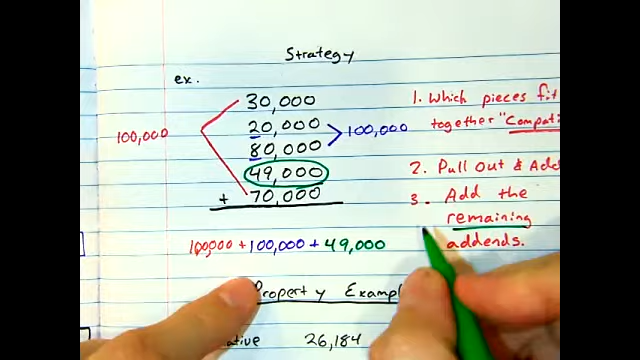 Strategy
ex.
30,000
20,000
80,000
49,000
+ 70,000
100,000
100,000
100,000 + 100,000 + 49,000
1. Which pieces fit
together "Compati
2. Pull Out & Add
3. Add the
remaining
addends.
Property Exampl
ative 26,184